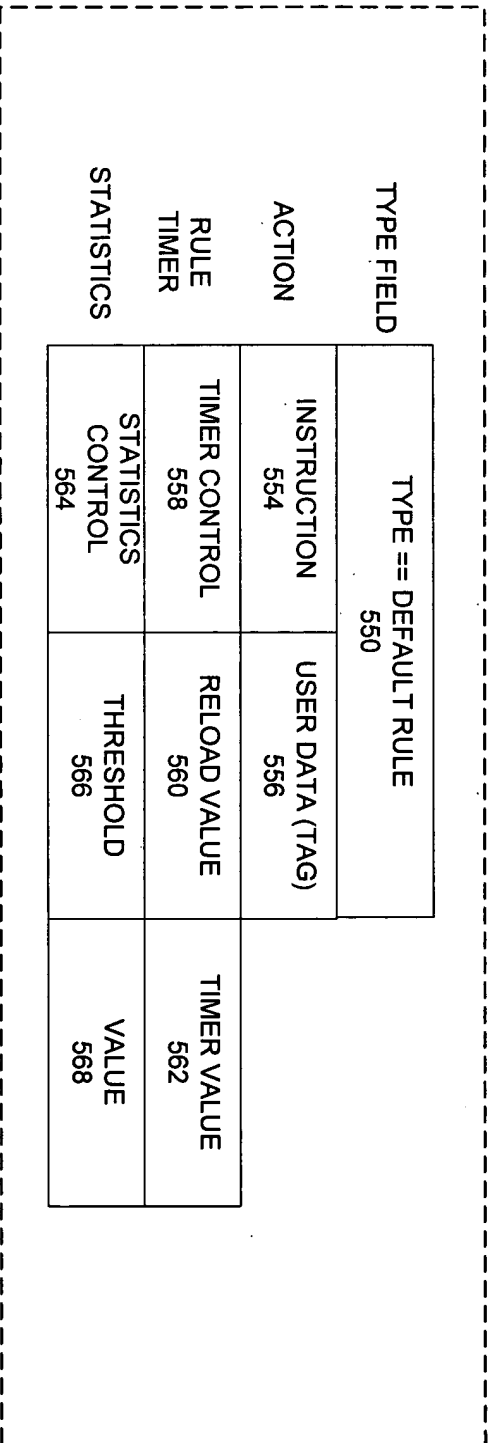 TYPE FIELD
TYPE == DEFAULT RULE
550
ACTION
INSTRUCTION
554
USER DATA (TAG)
556
RULE
TIMER
TIMER CONTROL
558
RELOAD VALUE
560
TIMER VALUE
562
STATISTICS
STATISTICS
CONTROL
564
THRESHOLD
566
VALUE
568